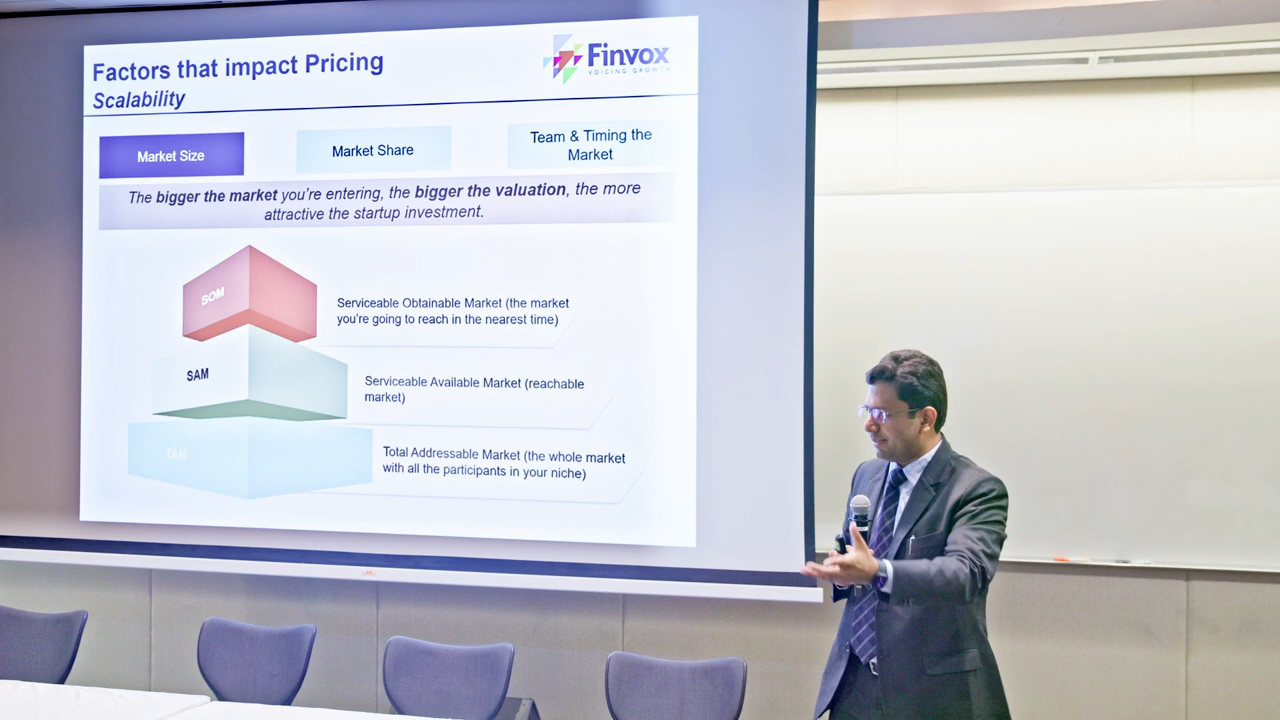 Factors that impact Pricing
Scalability
Finvox
VOICING GROWTH
Market Size
Market Share
Team & Timing the
Market
The bigger the market you're entering, the bigger the valuation, the more
attractive the startup investment.
SOM
Serviceable Obtainable Market (the market
you're going to reach in the nearest time)
SAM
Serviceable Available Market (reachable
market)
TAM
Total Addressable Market (the whole market
with all the participants in your niche)